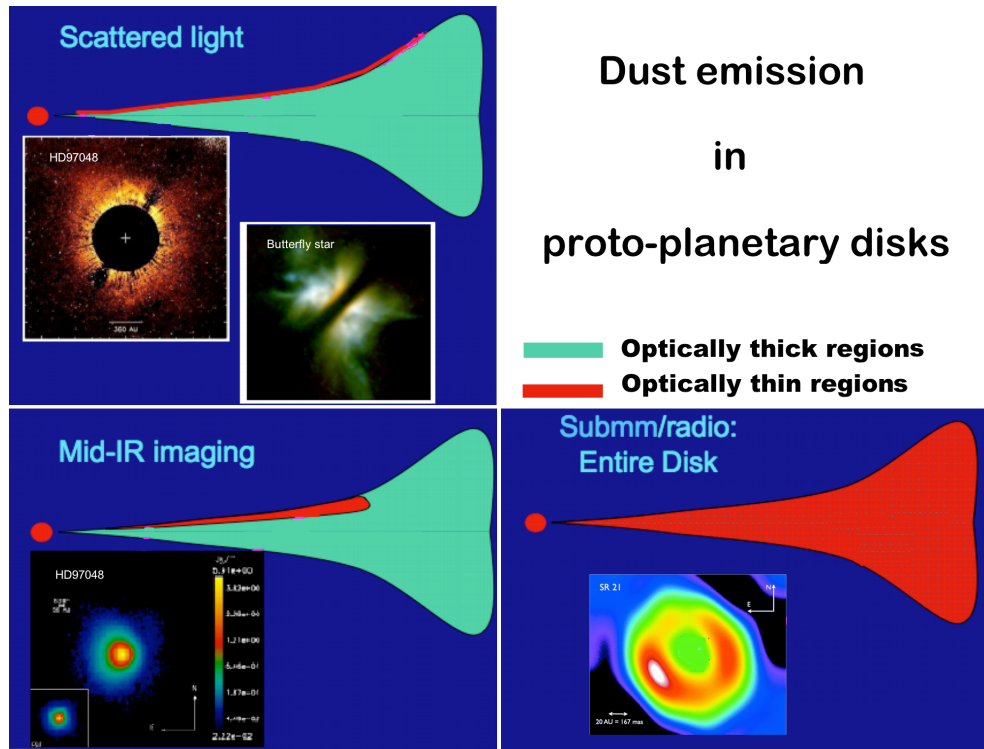 Scattered light
HD97048
360 AU
Butterfly star
Dust emission
in
proto-planetary disks
Optically thick regions
Optically thin regions
Mid-IR imaging
HD97048
N
E
Submm/radio:
Entire Disk
SR 21
N
E
20 AU = 167 mas